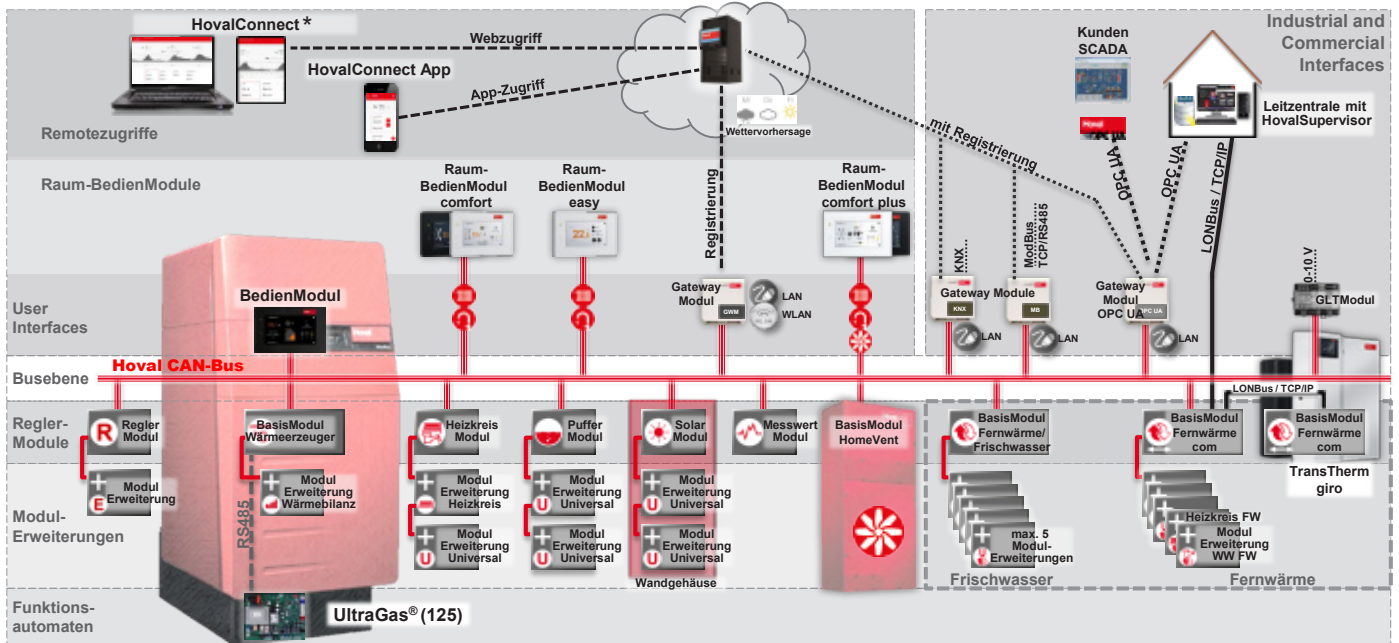 HovalConnect *
Webzugriff
HovalConnect App
App-Zugriff
Remotezugriffe
Mi Do Fr
Wettervorhersage
mit Registrierung
Registrierung
Industrial and
Commercial
Interfaces
Kunden
SCADA
Hoval
Leitzentrale mit
HovalSupervisor
OPC UA
OPC UA
LONBus / TCP/IP
Raum-BedienModule
Raum-
BedienModul
comfort
Raum-
BedienModul
easy
Raum-
BedienModul
comfort plus
KNX
ModBus
TCP/RS485
0-10 V
User
Interfaces
BedienModul
Hoval
Gateway
Modul
GWM
LAN
WLAN
Gateway Module
KNX
LAN
MB
LAN
Gateway
Modul
OPC UA
OPC UA
LAN
GLTModul
Busebene
Hoval CAN-Bus
LONBus / TCP/IP
Regler-
Module
R
Regler
Modul
BasisModul
Wärmeerzeuger
Heizkreis
Modul
Puffer
Modul
Solar
Modul
Messwert
Modul
BasisModul
HomeVent
BasisModul
Fernwärme/
Frischwasser
BasisModul
Fernwärme
com
BasisModul
Fernwärme
com
TransTherm
giro
Modul-
Erweiterungen
E
Modul
Erweiterung
RS485
Modul
Erweiterung
Wärmebilanz
Modul
Erweiterung
Heizkreis
U
Modul
Erweiterung
Universal
U
Modul
Erweiterung
Universal
U
Modul
Erweiterung
Universal
U
Modul
Erweiterung
Universal
U
Modul
Erweiterung
Universal
Wandgehäuse
max. 5
Modul-
Erweiterungen
Frischwasser
Heizkreis FW
Modul
Erweiterung
WW FW
Fernwärme
Funktions-
automaten
UltraGas® (125)